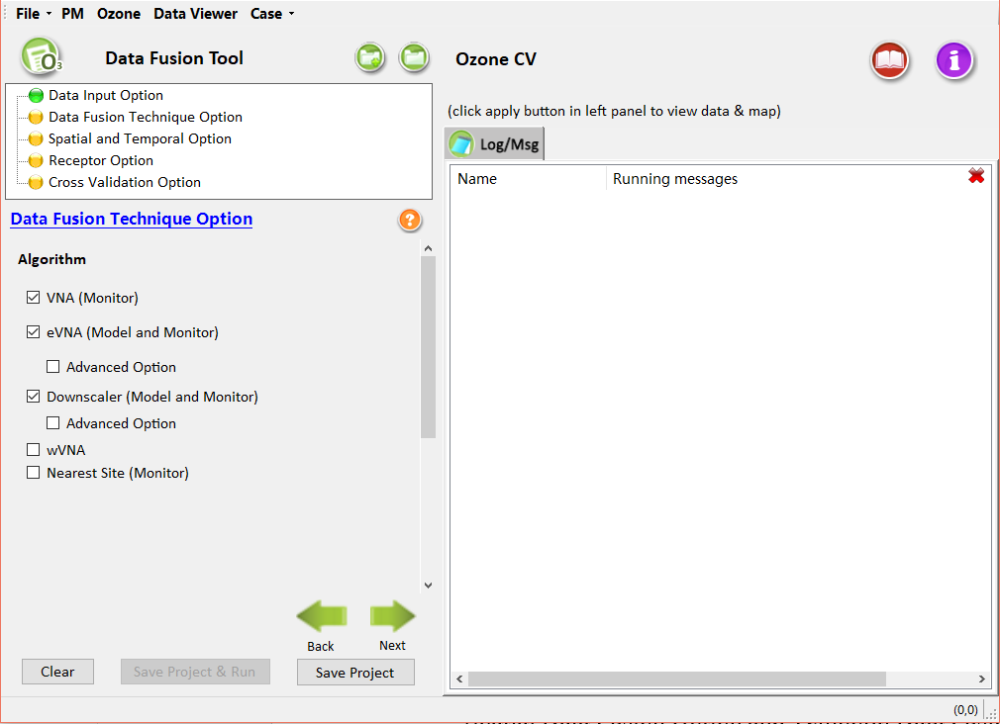 File PM Ozone Data Viewer Case
O3 Data Fusion Tool
Ozone CV
Data Input Option
Data Fusion Technique Option
Spatial and Temporal Option
Receptor Option
Cross Validation Option
(click apply button in left panel to view data & map)
Log/Msg
Name Running messages
Data Fusion Technique Option ?
Algorithm
VNA (Monitor)
eVNA (Model and Monitor)
Advanced Option
Downscaler (Model and Monitor)
Advanced Option
wVNA
Nearest Site (Monitor)
Back Next
Clear Save Project & Run Save Project
(0,0)